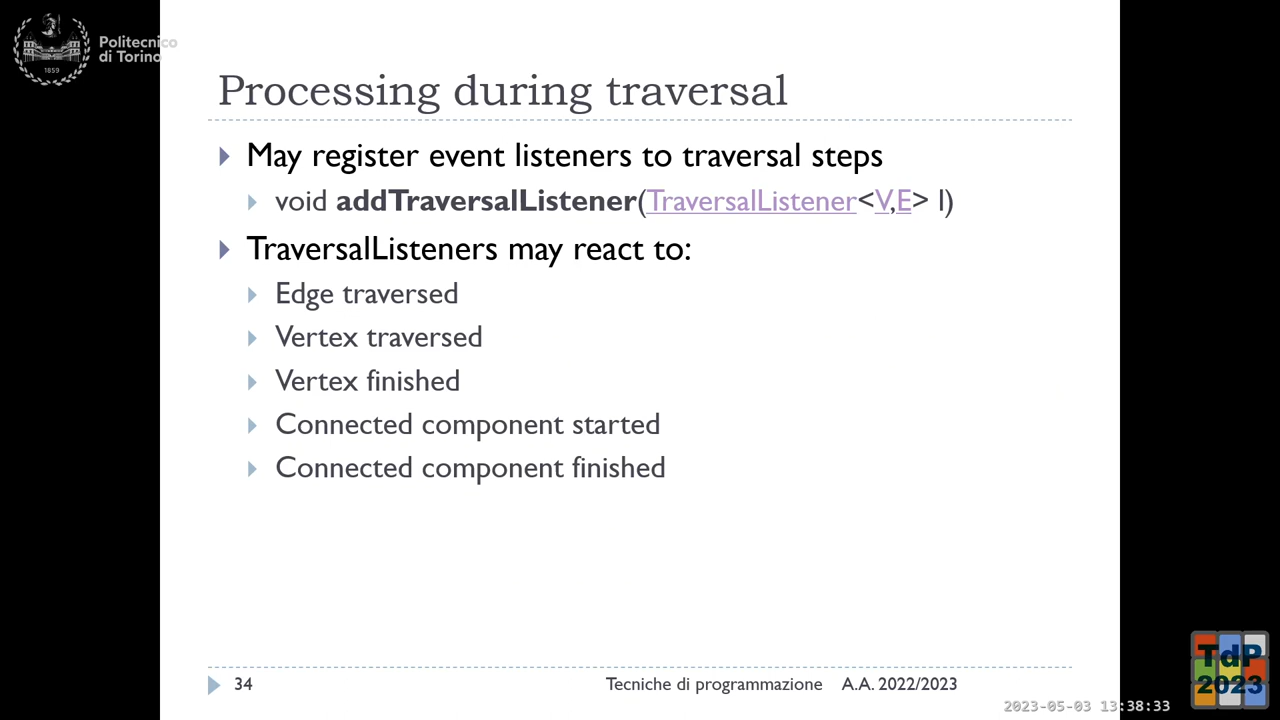 Politecnico
di Torino
1859
Processing during traversal
May register event listeners to traversal steps
void addTraversalListener(TraversalListener<V,E> l)
TraversalListeners may react to:
Edge traversed
Vertex traversed
Vertex finished
Connected component started
Connected component finished
34
Tecniche di programmazione A.A. 2022/2023
2023-05-03 13:38:33
TdP
2023